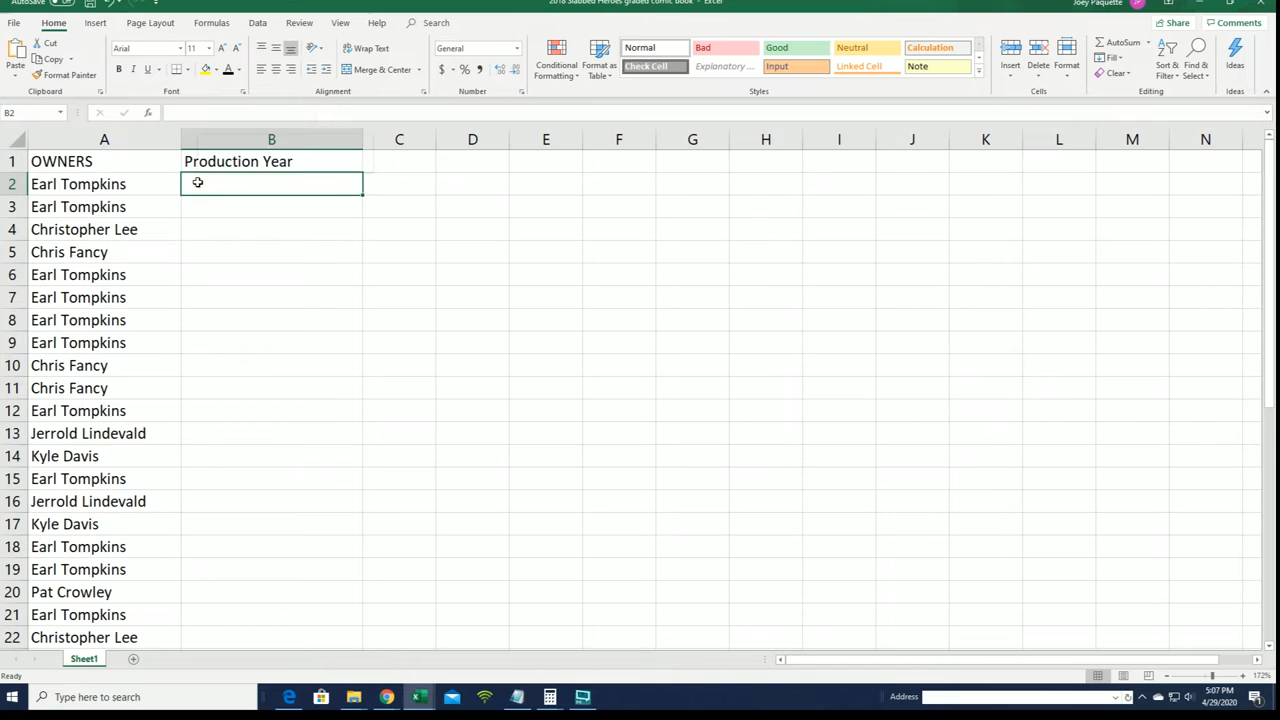 AutoSave Off
2018 Slabbed Heroes graded comic book - Excel
Joey Paquette JP
File Home Insert Page Layout Formulas Data Review View Help Search Share Comments
Paste Cut Copy Format Painter Clipboard
Arial 11 A A B I U A Font
Wrap Text Merge & Center Alignment
General $ % , Number
Conditional Formatting Format as Table
Normal Bad Good Neutral Calculation
Check Cell Explanatory ... Input Linked Cell Note
Styles
Insert Delete Format Cells
AutoSum Fill Clear Sort & Filter Find & Select Editing
Ideas Ideas
B2 fx
A B C D E F G H I J K L M N
1 OWNERS Production Year
2 Earl Tompkins
3 Earl Tompkins
4 Christopher Lee
5 Chris Fancy
6 Earl Tompkins
7 Earl Tompkins
8 Earl Tompkins
9 Earl Tompkins
10 Chris Fancy
11 Chris Fancy
12 Earl Tompkins
13 Jerrold Lindevald
14 Kyle Davis
15 Earl Tompkins
16 Jerrold Lindevald
17 Kyle Davis
18 Earl Tompkins
19 Earl Tompkins
20 Pat Crowley
21 Earl Tompkins
22 Christopher Lee
Sheet1
Ready 172%
Type here to search Address 5:07 PM
4/29/2020